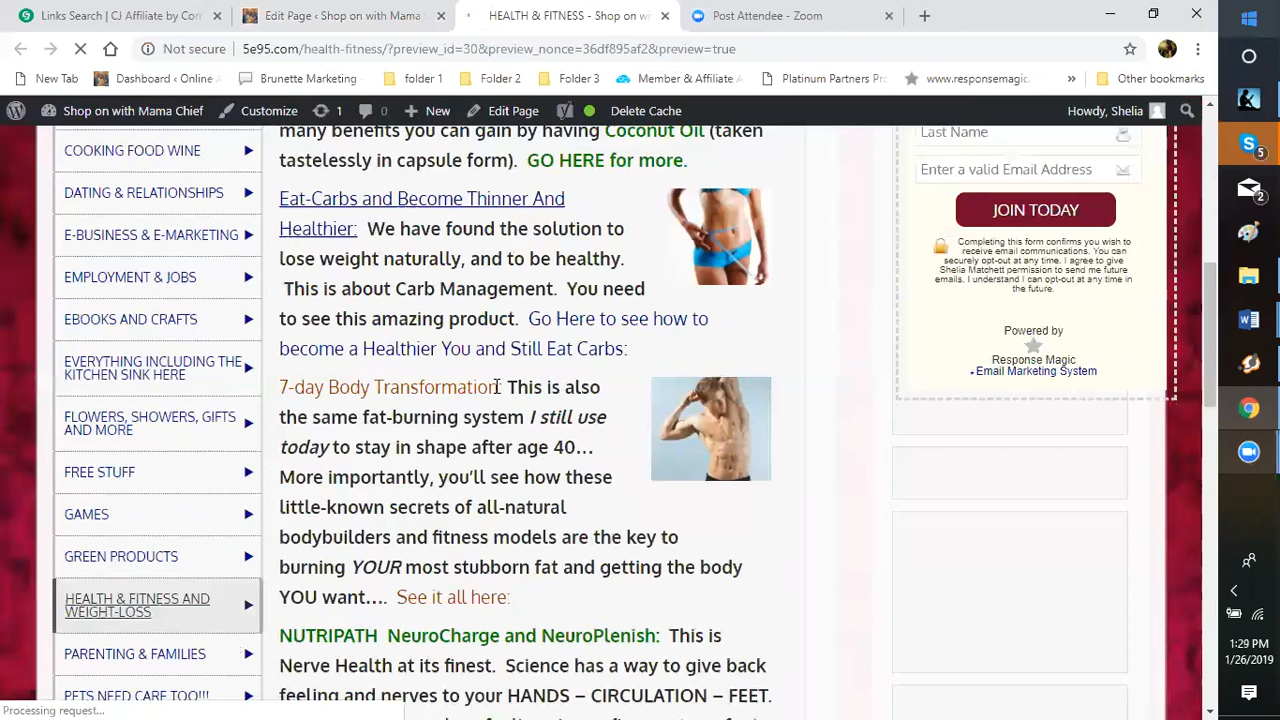 Links Search | CJ Affiliate by Con
Edit Page ‹ Shop on with Mama
HEALTH & FITNESS - Shop on w
Post Attendee - Zoom
Not secure
5e95.com/health-fitness/?preview_id=30&preview_nonce=36df895af2&preview=true
New Tab
Dashboard ‹ Online
Brunette Marketing
folder 1
Folder 2
Folder 3
Member & Affiliate
Platinum Partners Pr
www.responsemagic.
»
Other bookmarks
Shop on with Mama Chief
Customize
1
0
New
Edit Page
Delete Cache
Howdy, Shelia
COOKING FOOD WINE
DATING & RELATIONSHIPS
E-BUSINESS & E-MARKETING
EMPLOYMENT & JOBS
EBOOKS AND CRAFTS
EVERYTHING INCLUDING THE
KITCHEN SINK HERE
FLOWERS, SHOWERS, GIFTS
AND MORE
FREE STUFF
GAMES
GREEN PRODUCTS
HEALTH & FITNESS AND
WEIGHT-LOSS
PARENTING & FAMILIES
PETS NEED CARE TOO!!!
Processing request...
many benefits you can gain by having Coconut Oil (taken
tastelessly in capsule form). GO HERE for more.
Eat-Carbs and Become Thinner And
Healthier: We have found the solution to
lose weight naturally, and to be healthy.
This is about Carb Mangement. You need
to see this amazing product. Go Here to see how to
become a Healthier You and Still Eat Carbs:
7-day Body Transformation: This is also
the same fat-burning system I still use
today to stay in shape after age 40…
More importantly, you’ll see how these
little-known secrets of all-natural
bodybuilders and fitness models are the key to
burning YOUR most stubborn fat and getting the body
YOU want…. See it all here:
NUTRIPATH NeuroCharge and NeuroPlenish: This is
Nerve Health at its finest. Science has a way to give back
feeling and nerves to your HANDS – CIRCULATION – FEET.
Last Name
Enter a valid Email Address
JOIN TODAY
Completing this form confirms you wish to
receive email communications. You can
securely opt-out at any time. I agree to give
Shelia Matchett permission to send me future
emails. I understand I can opt-out at any time in
the future.
Powered by
Response Magic
Email Marketing System
5
2
1:29 PM
1/26/2019